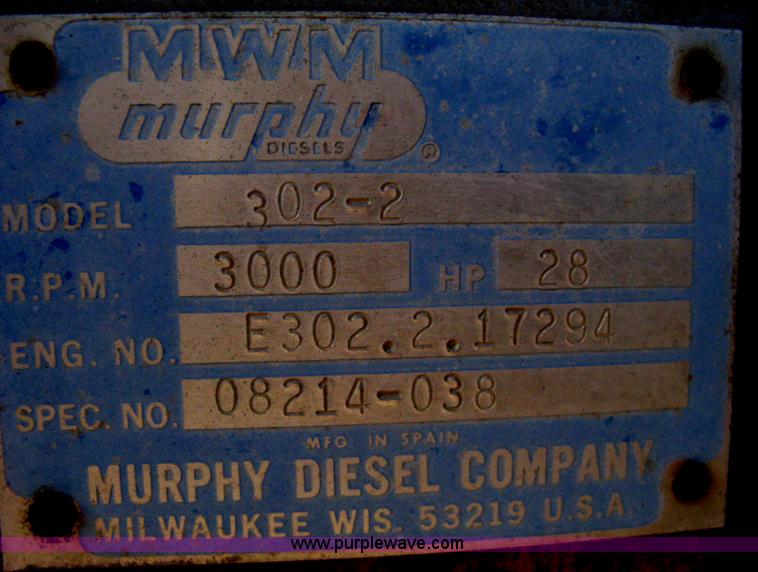 MWM
murphy
DIESELS ®
MODEL 302-2
R.P.M. 3000 HP 28
ENG. NO. E302.2.17294
SPEC. NO. 08214-038
MFG. IN SPAIN
MURPHY DIESEL COMPANY
MILWAUKEE WIS. 53219 U.S.A.
www.purplewave.com